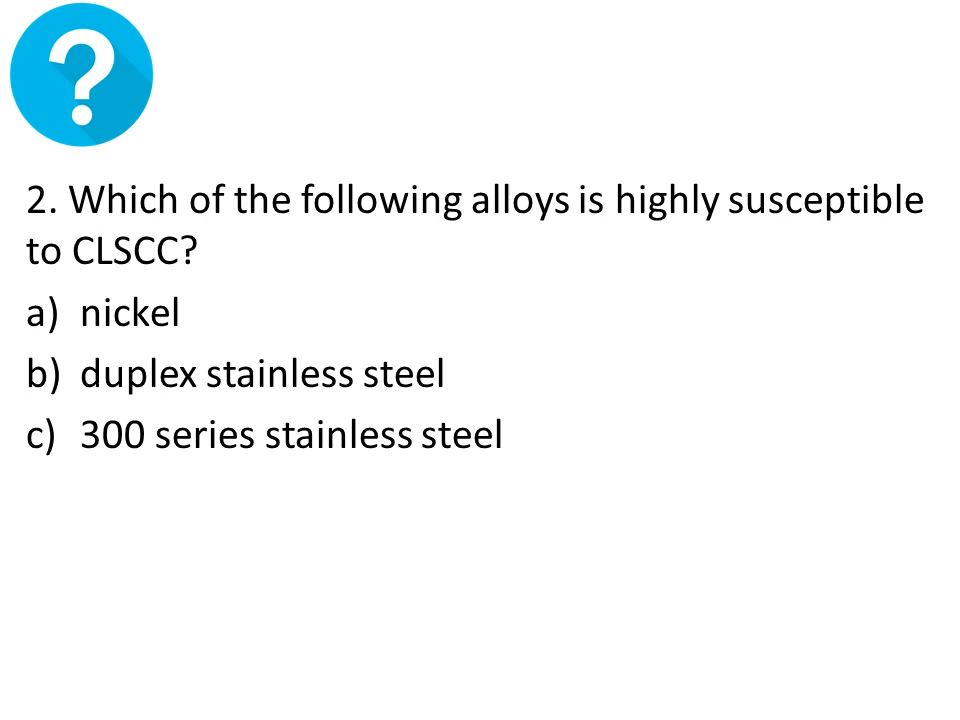 2. Which of the following alloys is highly susceptible
to CLSCC?
a) nickel
b) duplex stainless steel
c) 300 series stainless steel